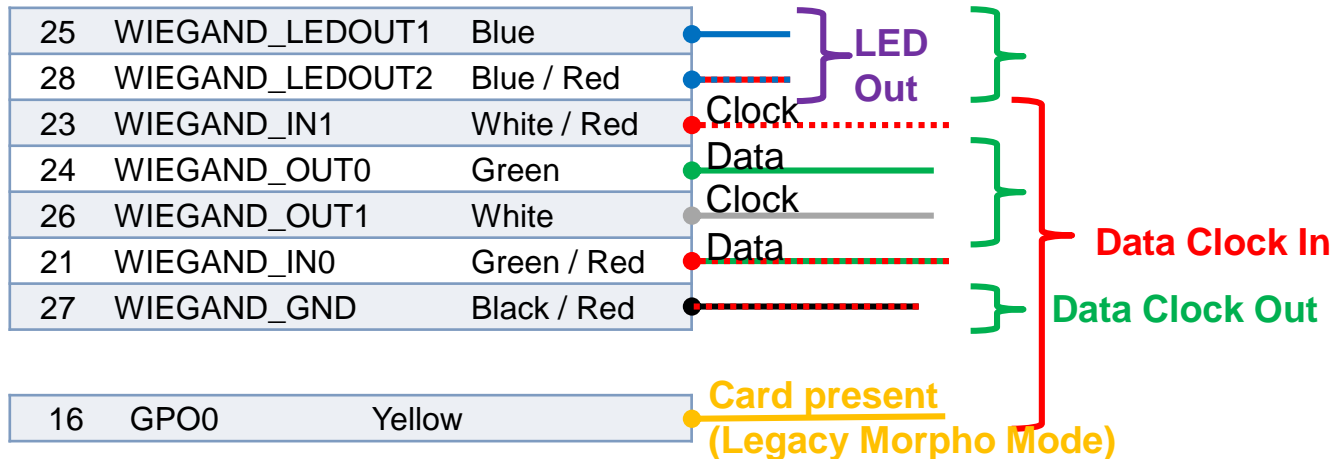 25 WIEGAND_LEDOUT1 Blue
28 WIEGAND_LEDOUT2 Blue / Red
LED
Out
23 WIEGAND_IN1 White / Red Clock
24 WIEGAND_OUT0 Green Data
26 WIEGAND_OUT1 White Clock
21 WIEGAND_IN0 Green / Red Data
Data Clock In
27 WIEGAND_GND Black / Red
Data Clock Out
16 GPO0 Yellow
Card present
(Legacy Morpho Mode)